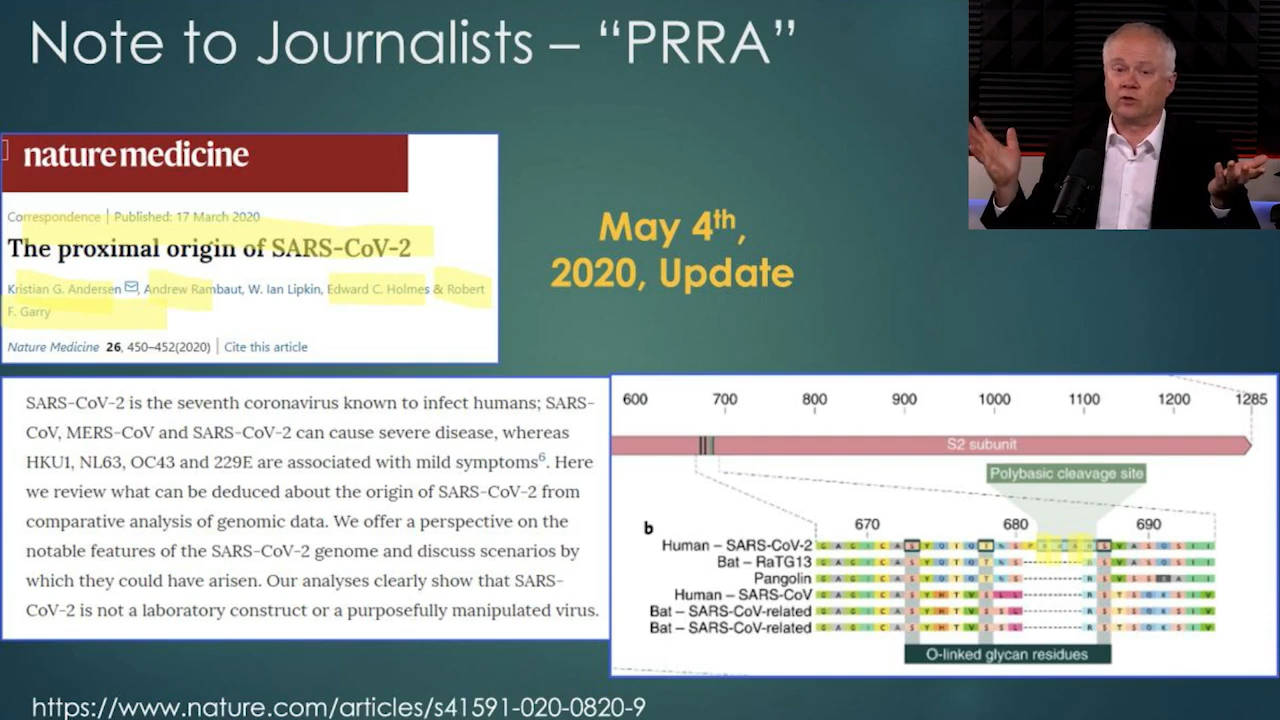 Note to Journalists – “PRRA”
nature medicine
Correspondence | Published: 17 March 2020
The proximal origin of SARS-CoV-2
Kristian G. Andersen, Andrew Rambaut, W. Ian Lipkin, Edward C. Holmes & Robert
F. Garry
Nature Medicine 26, 450–452(2020) | Cite this article
May 4th,
2020, Update
SARS-CoV-2 is the seventh coronavirus known to infect humans; SARS-
CoV, MERS-CoV and SARS-CoV-2 can cause severe disease, whereas
HKU1, NL63, OC43 and 229E are associated with mild symptoms6. Here
we review what can be deduced about the origin of SARS-CoV-2 from
comparative analysis of genomic data. We offer a perspective on the
notable features of the SARS-CoV-2 genome and discuss scenarios by
which they could have arisen. Our analyses clearly show that SARS-
CoV-2 is not a laboratory construct or a purposefully manipulated virus.
600 700 800 900 1000 1100 1200 1285
S2 subunit
Polybasic cleavage site
b
670 680 690
Human – SARS-CoV-2
Bat – RaTG13
Pangolin
Human – SARS-CoV
Bat – SARS-CoV-related
Bat – SARS-CoV-related
O-linked glycan residues
https://www.nature.com/articles/s41591-020-0820-9